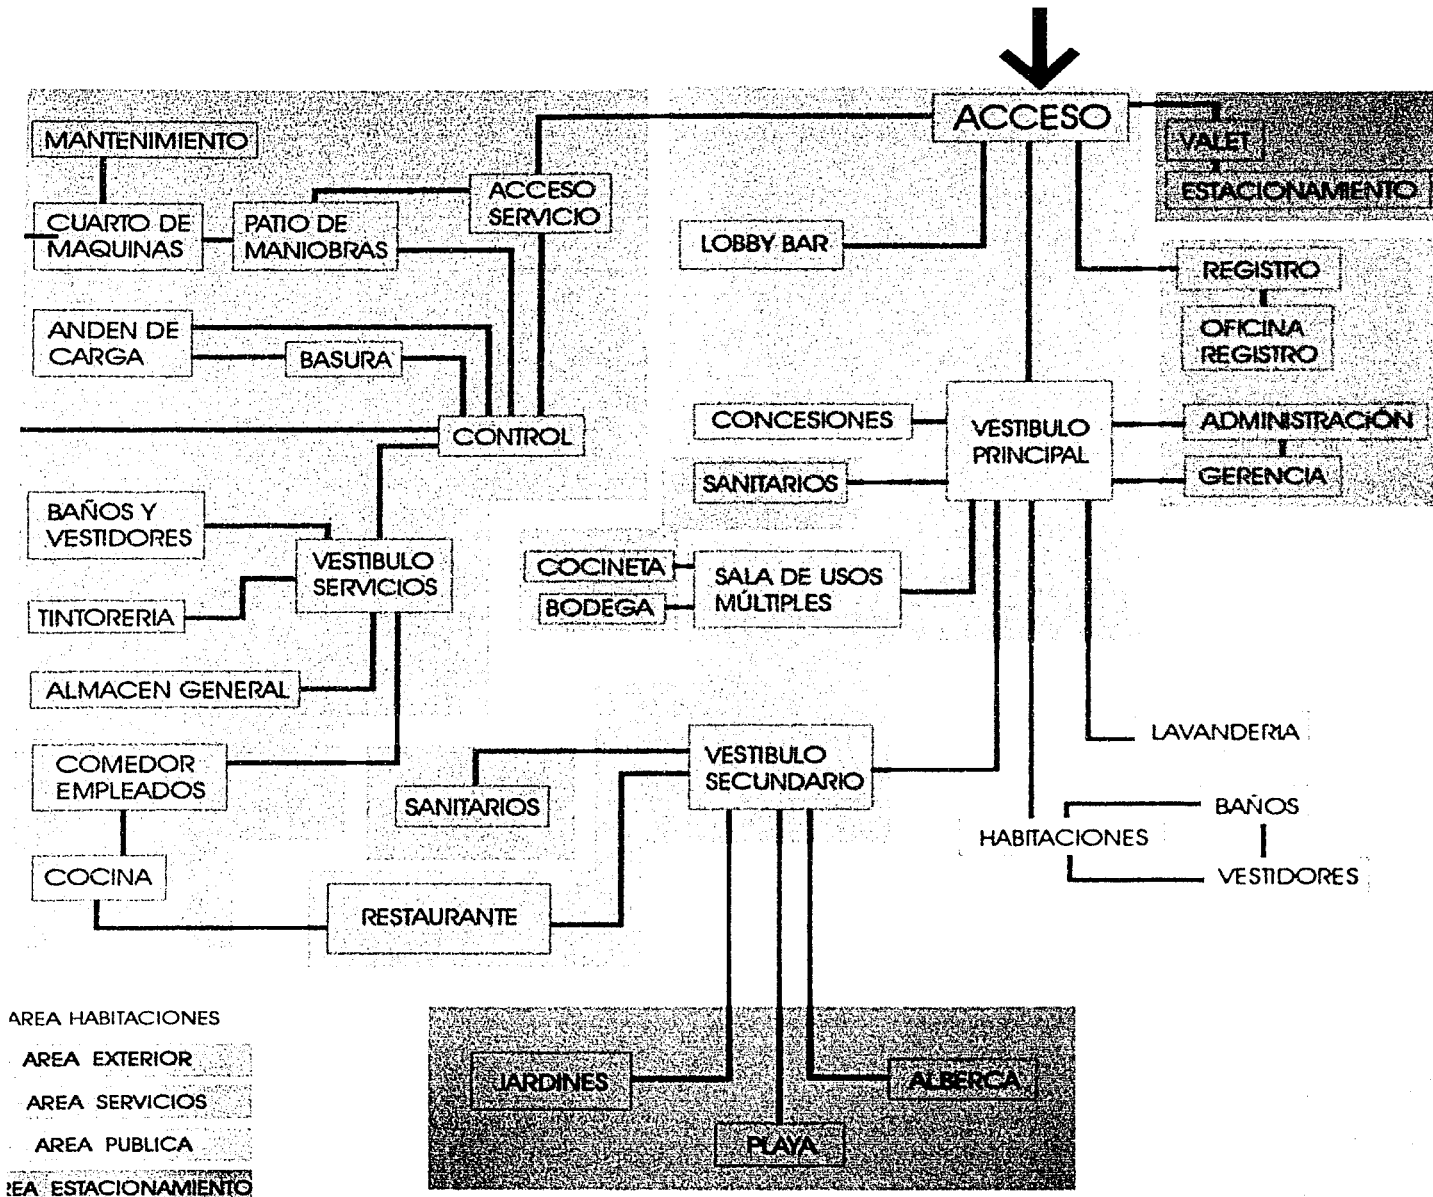 ACCESO
MANTENIMIENTO
VALET
ACCESO
SERVICIO
ESTACIONAMIENTO
CUARTO DE
MAQUINAS
PATIO DE
MANIOBRAS
LOBBY BAR
REGISTRO
ANDEN DE
CARGA
BASURA
OFICINA
REGISTRO
CONCESIONES
VESTIBULO
PRINCIPAL
ADMINISTRACIÓN
CONTROL
SANITARIOS
GERENCIA
BAÑOS Y
VESTIDORES
VESTIBULO
SERVICIOS
COCINETA
BODEGA
SALA DE USOS
MÚLTIPLES
TINTORERIA
ALMACEN GENERAL
LAVANDERIA
COMEDOR
EMPLEADOS
SANITARIOS
VESTIBULO
SECUNDARIO
BAÑOS
HABITACIONES
VESTIDORES
COCINA
RESTAURANTE
AREA HABITACIONES
AREA EXTERIOR
AREA SERVICIOS
AREA PUBLICA
REA ESTACIONAMIENTO
JARDINES
ALBERCA
PLAYA